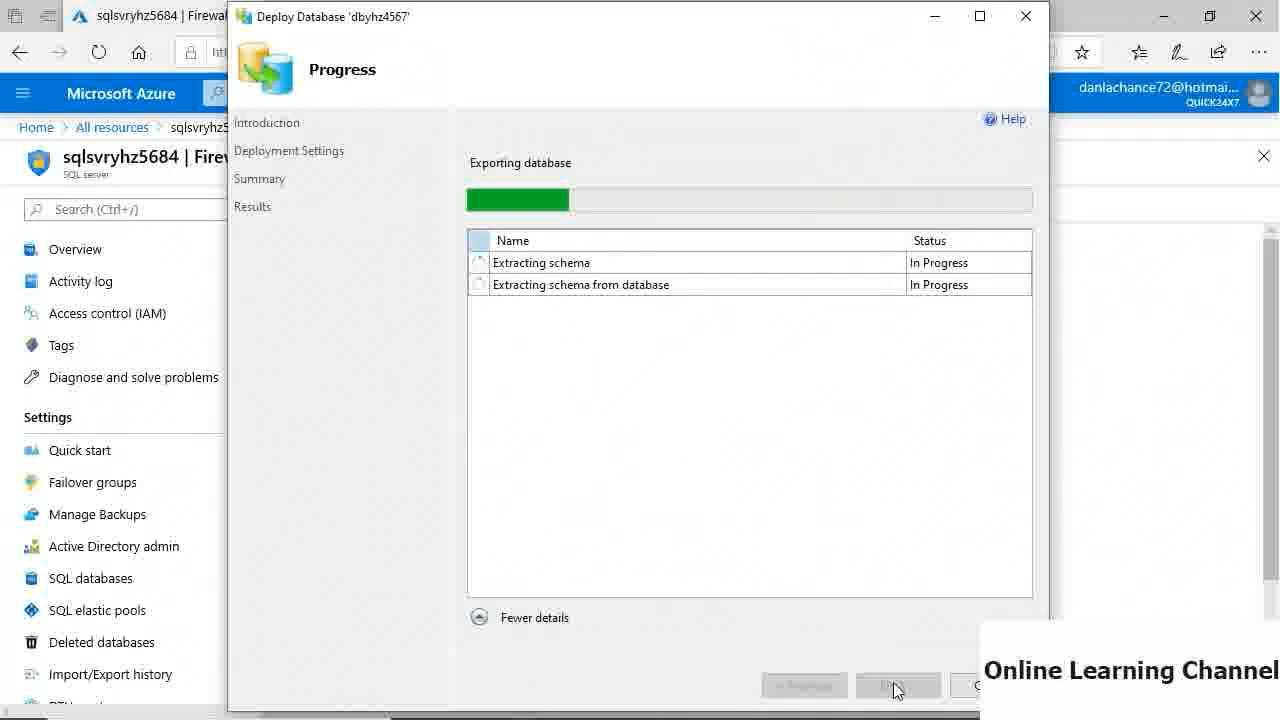 sqlsvryhz5684 | Firewa
Deploy Database 'dbyhz4567'
Progress
Microsoft Azure
danlachance72@hotmai...
QUICK24X7
Home
All resources
sqlsvryhz5
sqlsvryhz5684 | Firew
SQL server
Search (Ctrl+/)
Overview
Activity log
Access control (IAM)
Tags
Diagnose and solve problems
Settings
Quick start
Failover groups
Manage Backups
Active Directory admin
SQL databases
SQL elastic pools
Deleted databases
Import/Export history
Introduction
Deployment Settings
Summary
Results
Help
Exporting database
Name Status
Extracting schema In Progress
Extracting schema from database In Progress
Fewer details
Online Learning Channel